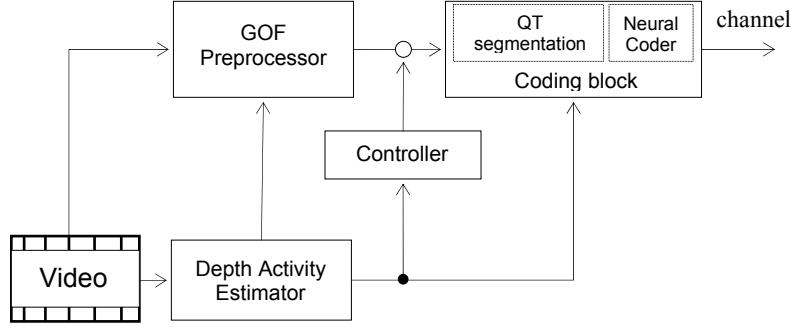 GOF
Preprocessor
QT
segmentation
Neural
Coder
Coding block
channel
Controller
Video
Depth Activity
Estimator